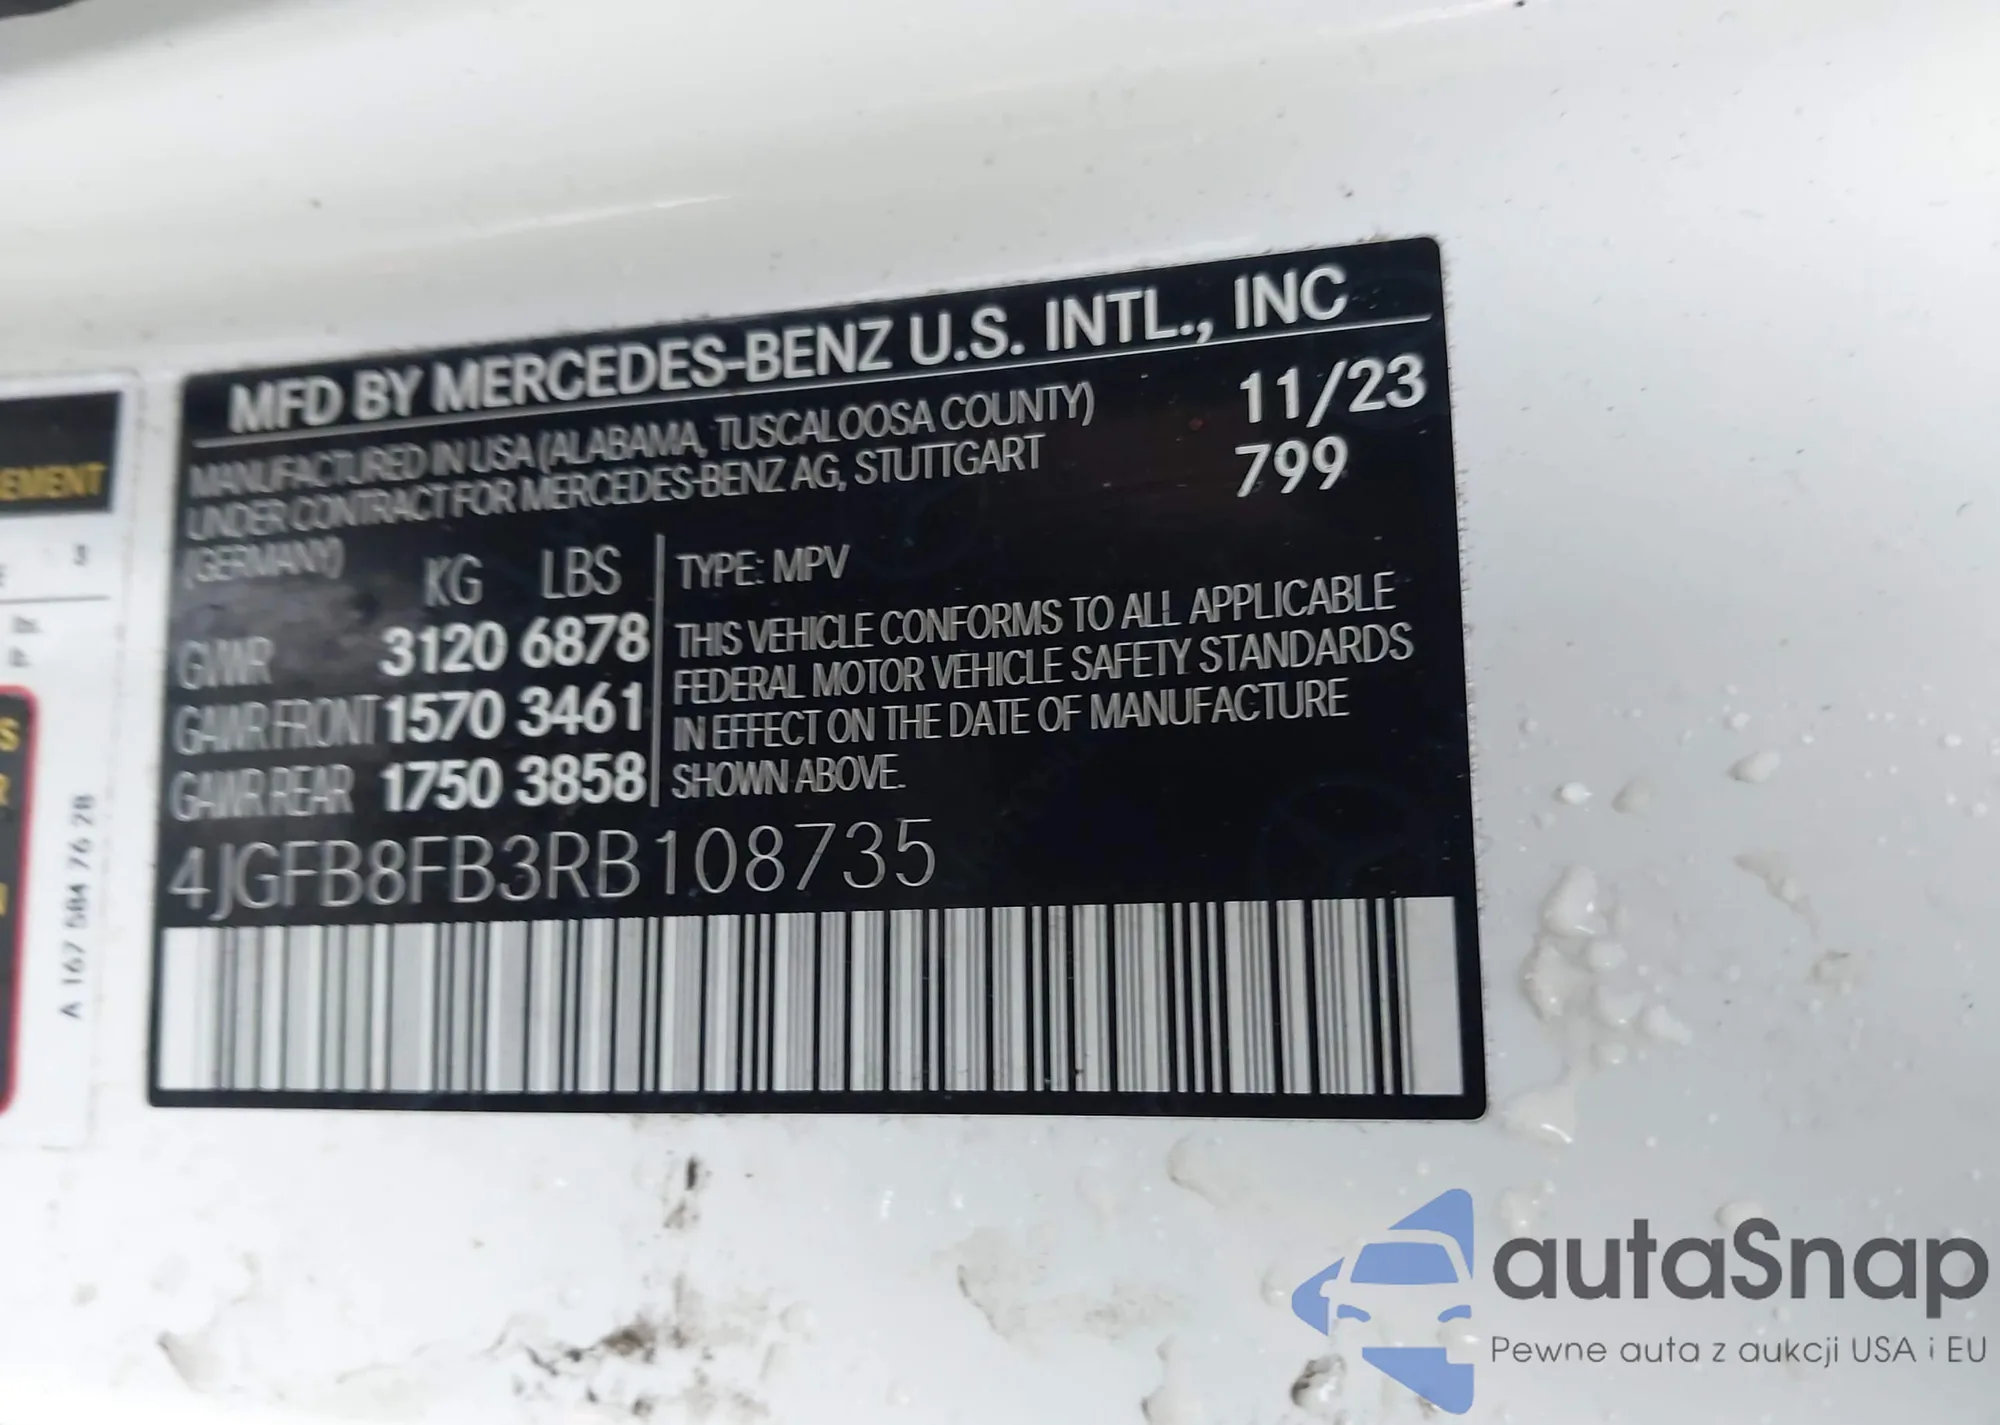 MFD BY MERCEDES-BENZ U.S. INTL., INC
MANUFACTURED IN USA (ALABAMA, TUSCALOOSA COUNTY) 11/23
UNDER CONTRACT FOR MERCEDES-BENZ AG, STUTTGART 799
(GERMANY) KG LBS
GVWR 3120 6878
GAWR FRONT 1570 3461
GAWR REAR 1750 3858
TYPE: MPV
THIS VEHICLE CONFORMS TO ALL APPLICABLE
FEDERAL MOTOR VEHICLE SAFETY STANDARDS
IN EFFECT ON THE DATE OF MANUFACTURE
SHOWN ABOVE.
4JGFB8FB3RB108735
EMENT
A 167 584 76 28
autaSnap
Pewne auta z aukcji USA i EU